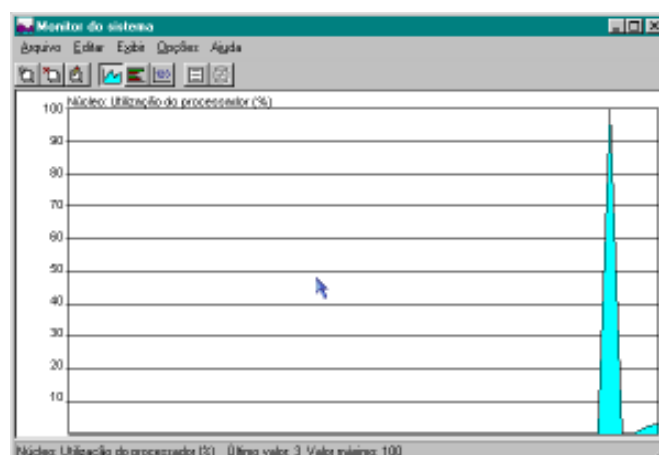 Monitor do sistema
Arquivo Editar Exibir Opções Ajuda
Núcleo: Utilização do processador (%)
100
90
80
70
60
50
40
30
20
10
Núcleo: Utilização do processador (%) Último valor: 3 Valor máximo: 100